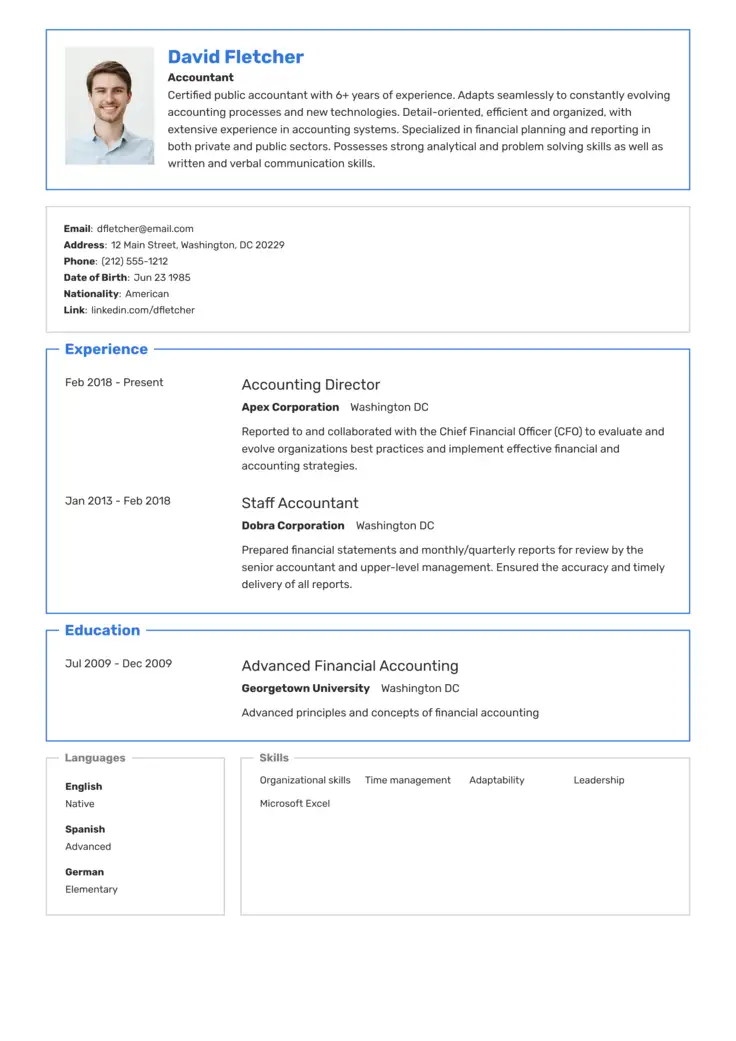 David Fletcher
Accountant
Certified public accountant with 6+ years of experience. Adapts seamlessly to constantly evolving
accounting processes and new technologies. Detail-oriented, efficient and organized, with
extensive experience in accounting systems. Specialized in financial planning and reporting in
both private and public sectors. Possesses strong analytical and problem solving skills as well as
written and verbal communication skills.
Email: dfletcher@email.com
Address: 12 Main Street, Washington, DC 20229
Phone: (212) 555-1212
Date of Birth: Jun 23 1985
Nationality: American
Link: linkedin.com/dfletcher
Experience
Feb 2018 - Present
Accounting Director
Apex Corporation Washington DC
Reported to and collaborated with the Chief Financial Officer (CFO) to evaluate and
evolve organizations best practices and implement effective financial and
accounting strategies.
Jan 2013 - Feb 2018
Staff Accountant
Dobra Corporation Washington DC
Prepared financial statements and monthly/quarterly reports for review by the
senior accountant and upper-level management. Ensured the accuracy and timely
delivery of all reports.
Education
Jul 2009 - Dec 2009
Advanced Financial Accounting
Georgetown University Washington DC
Advanced principles and concepts of financial accounting
Languages
English
Native
Spanish
Advanced
German
Elementary
Skills
Organizational skills Time management Adaptability Leadership
Microsoft Excel